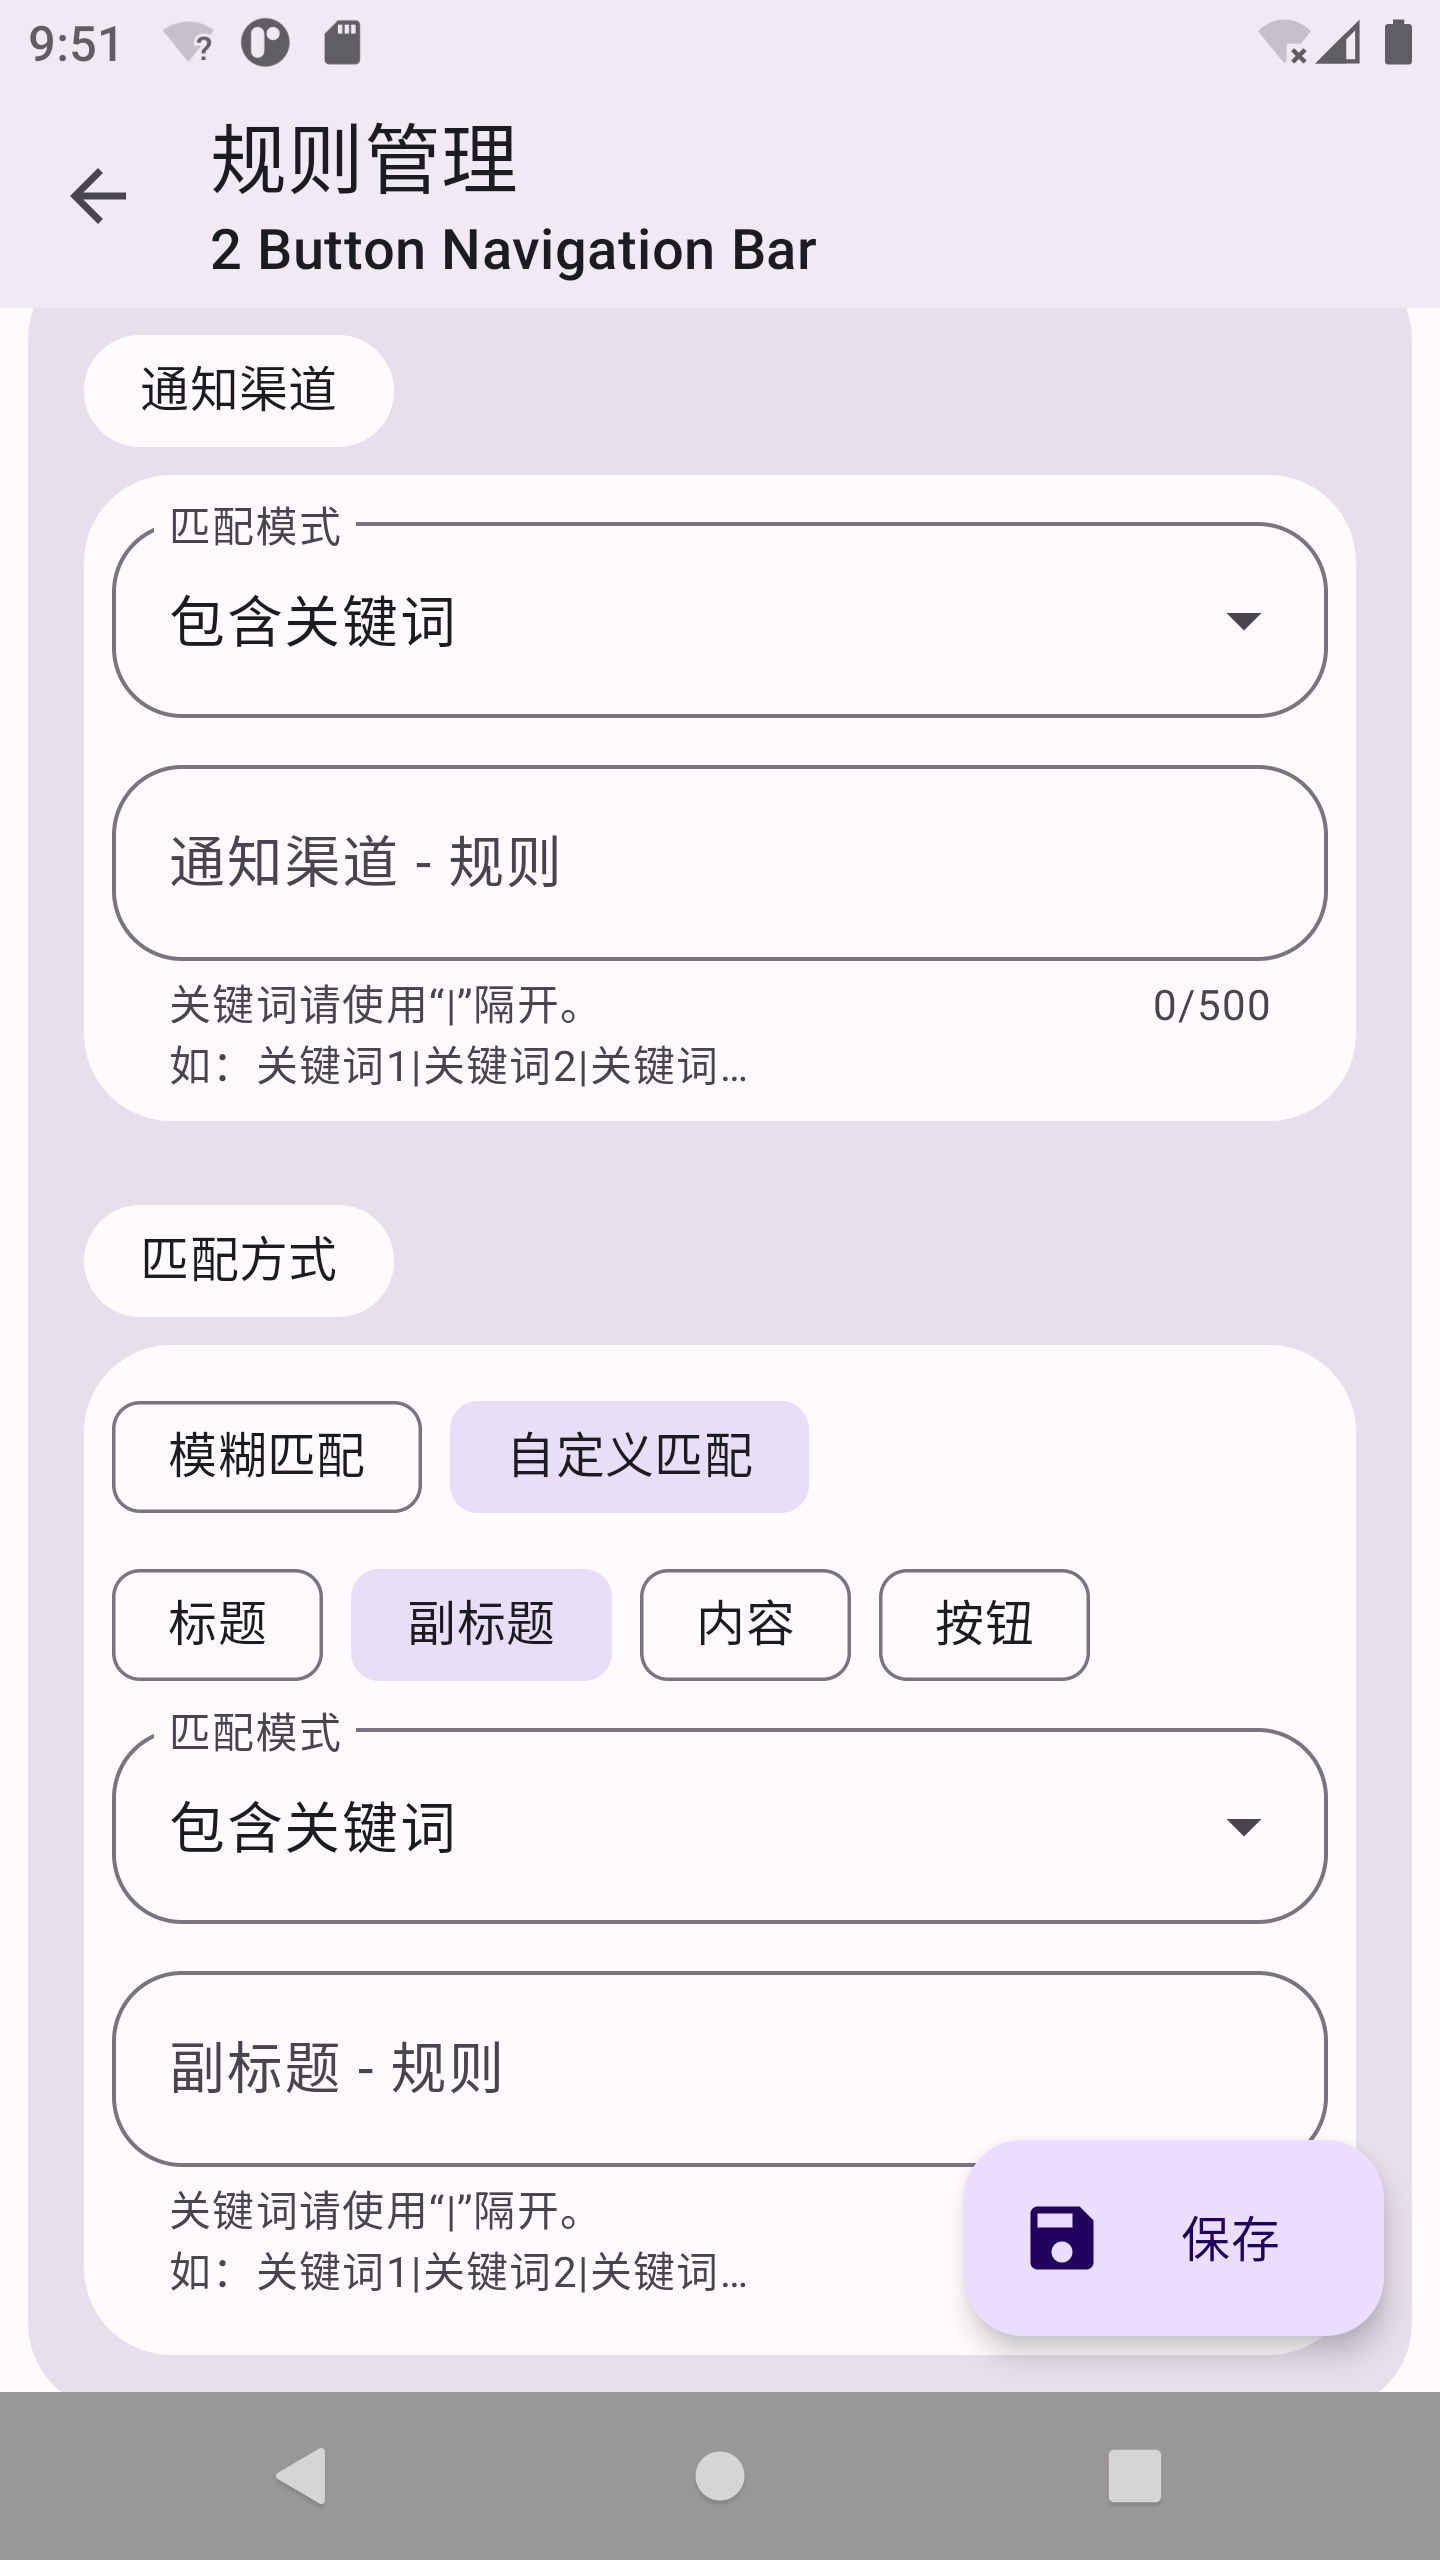 9:51
规则管理
2 Button Navigation Bar
通知渠道
匹配模式
包含关键词
通知渠道 - 规则
关键词请使用“|”隔开。
0/500
如：关键词1|关键词2|关键词...
匹配方式
模糊匹配
自定义匹配
标题
副标题
内容
按钮
匹配模式
包含关键词
副标题 - 规则
关键词请使用“|”隔开。
如：关键词1|关键词2|关键词...
保存